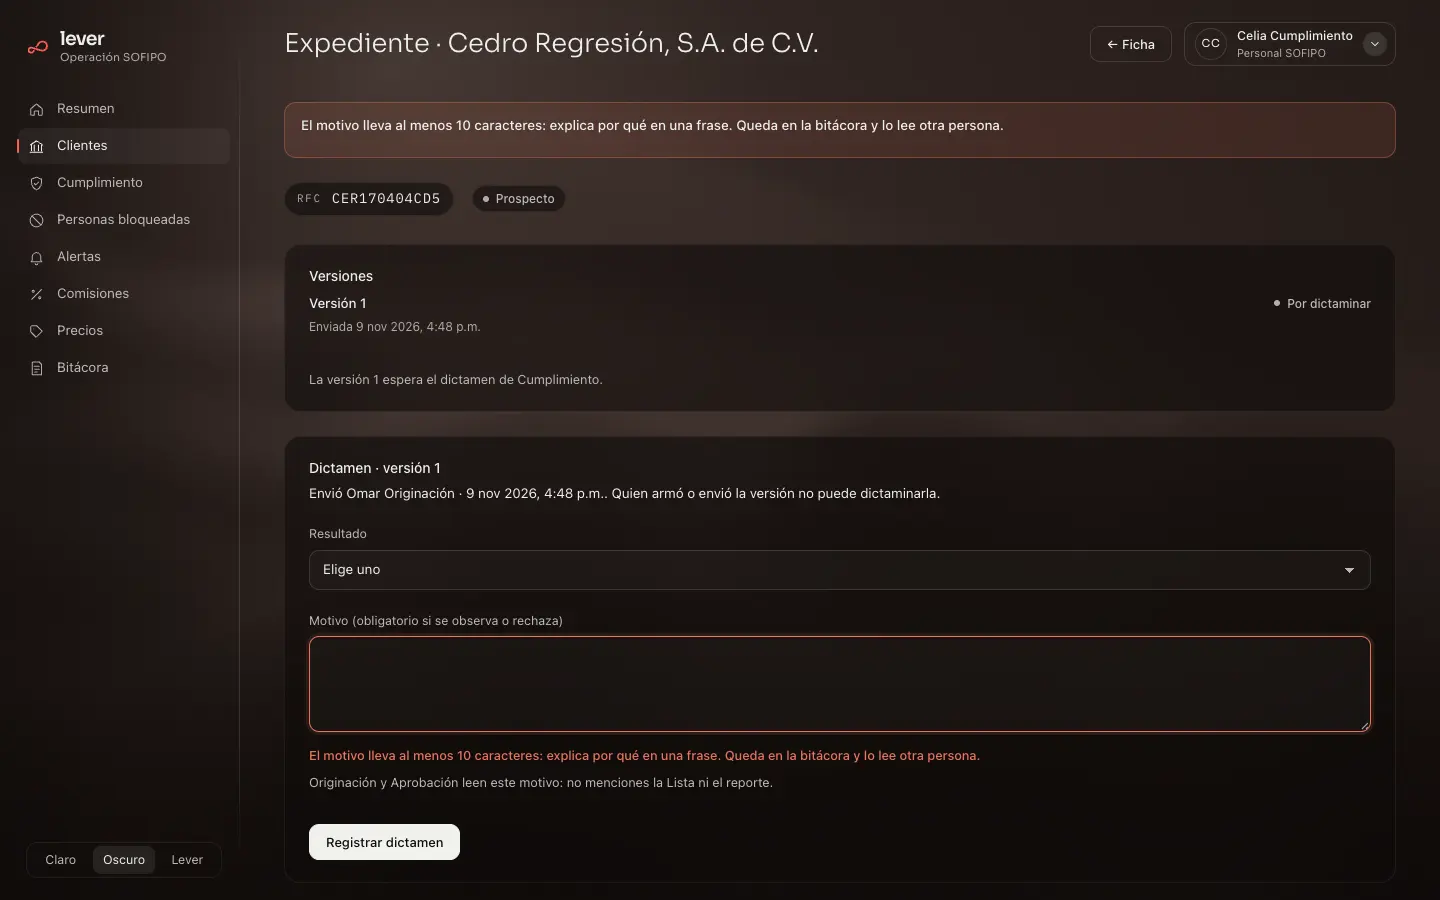 lever
Operación SOFIPO
Resumen
Clientes
Cumplimiento
Personas bloqueadas
Alertas
Comisiones
Precios
Bitácora
Claro
Oscuro
Lever
Expediente · Cedro Regresión, S.A. de C.V.
← Ficha
CC
Celia Cumplimiento
Personal SOFIPO
El motivo lleva al menos 10 caracteres: explica por qué en una frase. Queda en la bitácora y lo lee otra persona.
RFC CER170404CD5
Prospecto
Versiones
Versión 1
Por dictaminar
Enviada 9 nov 2026, 4:48 p.m.
La versión 1 espera el dictamen de Cumplimiento.
Dictamen · versión 1
Envió Omar Originación · 9 nov 2026, 4:48 p.m.. Quien armó o envió la versión no puede dictaminarla.
Resultado
Elige uno
Motivo (obligatorio si se observa o rechaza)
El motivo lleva al menos 10 caracteres: explica por qué en una frase. Queda en la bitácora y lo lee otra persona.
Originación y Aprobación leen este motivo: no menciones la Lista ni el reporte.
Registrar dictamen